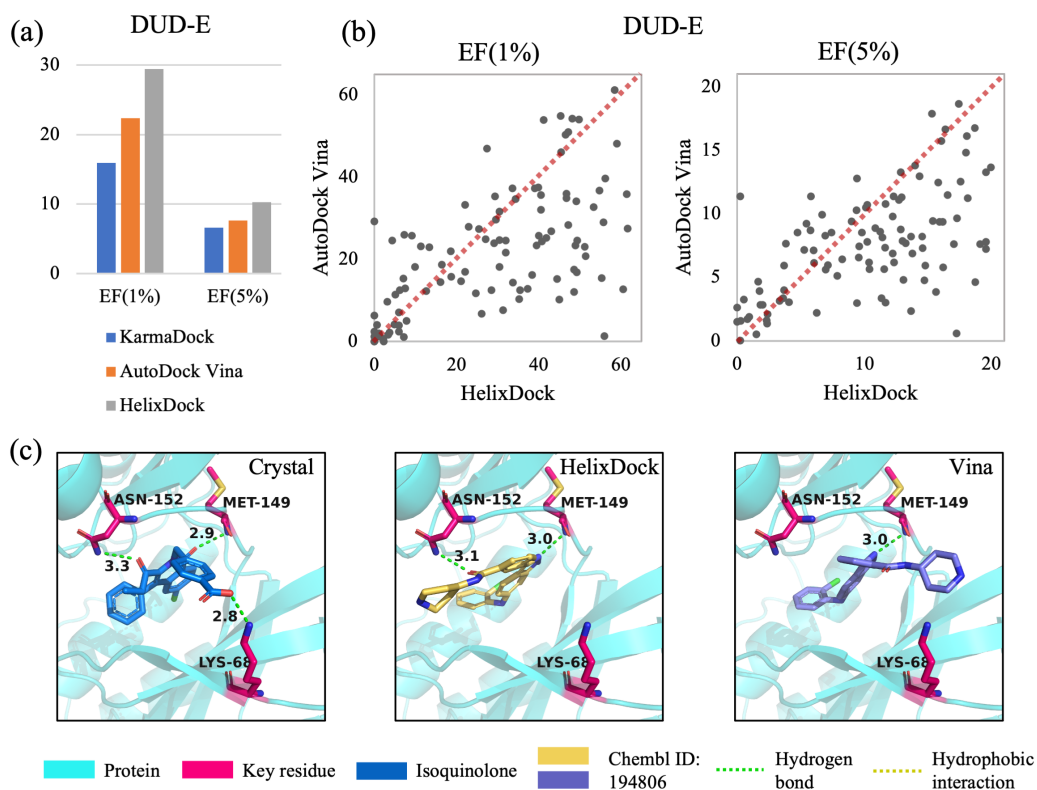 (a)
DUD-E
30
20
10
0
EF(1%)
EF(5%)
KarmaDock
AutoDock Vina
HelixDock
(b)
DUD-E
EF(1%)
AutoDock Vina
60
40
20
0
0
20
40
60
HelixDock
EF(5%)
AutoDock Vina
20
15
10
5
0
0
10
20
HelixDock
(c)
Crystal
ASN-152
MET-149
2.9
3.3
2.8
LYS-68
HelixDock
ASN-152
MET-149
3.0
3.1
LYS-68
Vina
ASN-152
MET-149
3.0
LYS-68
Protein
Key residue
Isoquinolone
Chembl ID:
194806
Hydrogen
bond
Hydrophobic
interaction